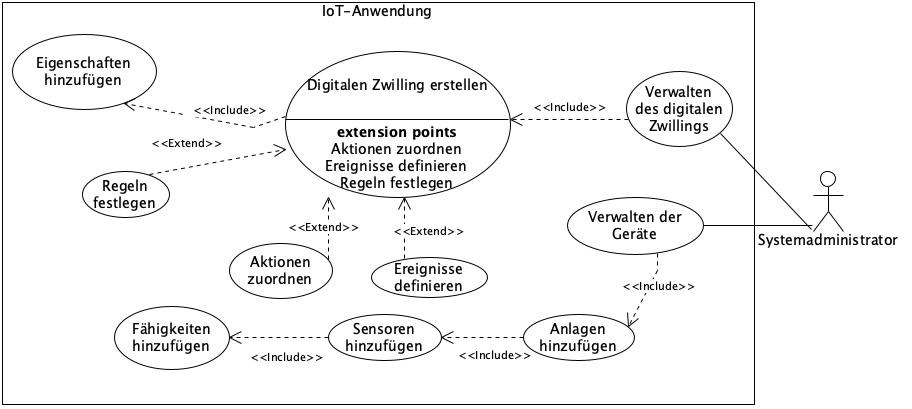 IoT-Anwendung
Eigenschaften
hinzufügen
<<Include>>
Digitalen Zwilling erstellen
extension points
Aktionen zuordnen
Ereignisse definieren
Regeln festlegen
<<Include>>
Verwalten
des digitalen
Zwillings
<<Extend>>
Regeln
festlegen
<<Extend>>
<<Extend>>
Verwalten der
Geräte
Systemadministrator
Aktionen
zuordnen
Ereignisse
definieren
<<Include>>
Fähigkeiten
hinzufügen
<<Include>>
Sensoren
hinzufügen
<<Include>>
Anlagen
hinzufügen